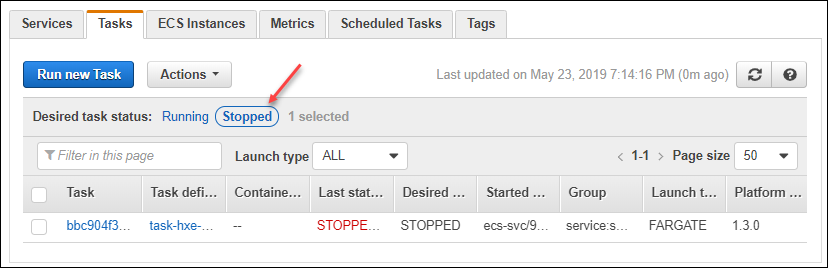 Services Tasks ECS Instances Metrics Scheduled Tasks Tags
Run new Task Actions Last updated on May 23, 2019 7:14:16 PM (0m ago)
Desired task status: Running Stopped 1 selected
Filter in this page Launch type ALL 1-1 Page size 50
Task Task defi... Containe... Last stat... Desired ... Started ... Group Launch t... Platform ...
bbc904f3... task-hxe-... -- STOPPE... STOPPED ecs-svc/9... service:s... FARGATE 1.3.0